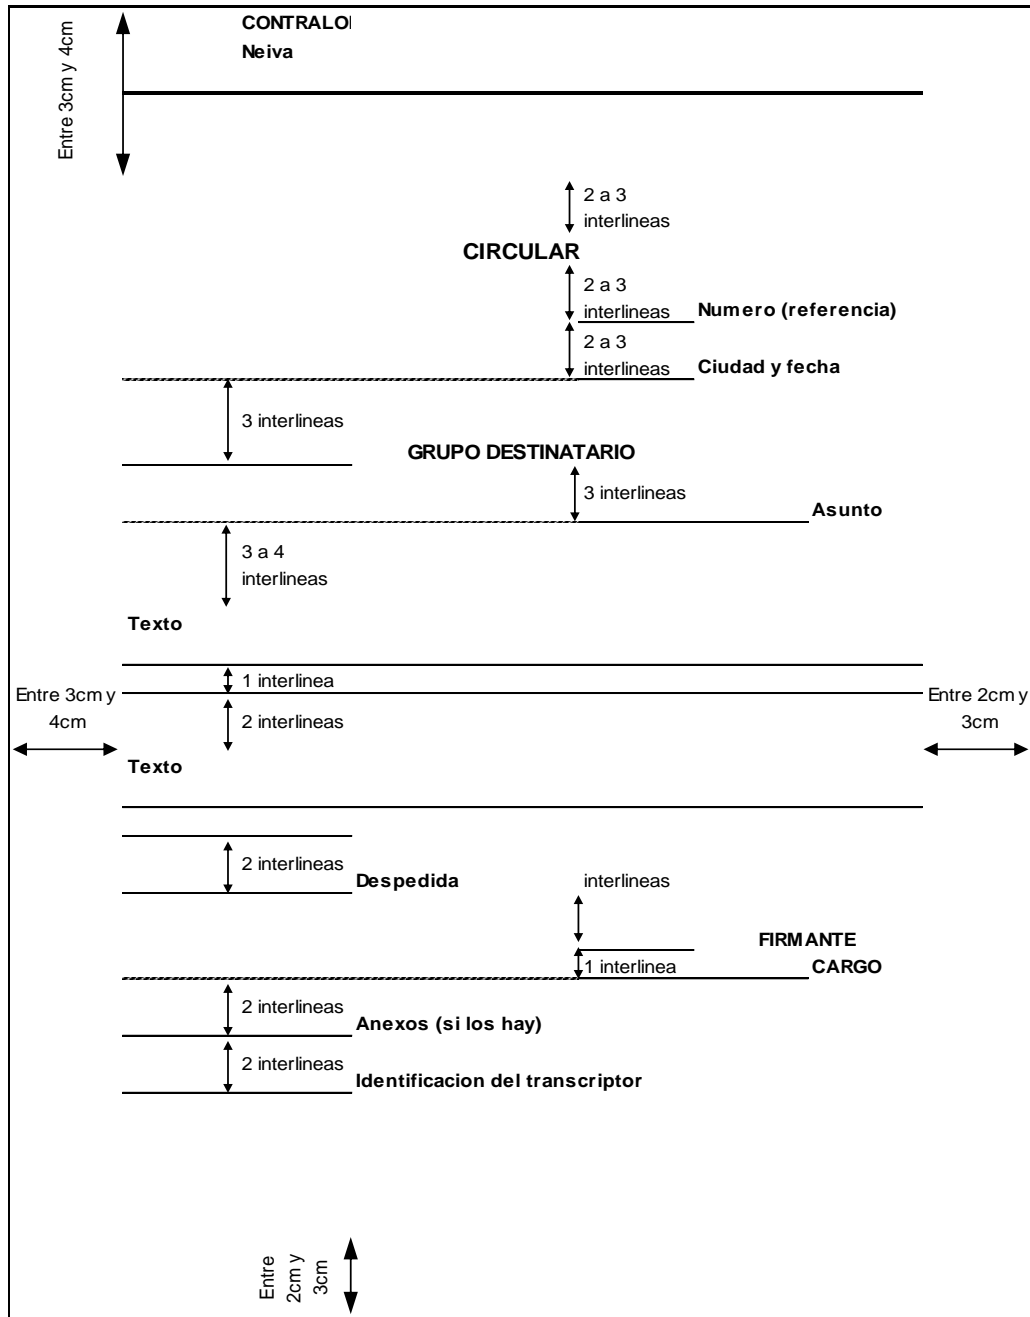 CONTRALO
Neiva
Entre 3cm y 4cm
2 a 3
interlineas
CIRCULAR
2 a 3
interlineas
Numero (referencia)
2 a 3
interlineas
Ciudad y fecha
3 interlineas
GRUPO DESTINATARIO
3 interlineas
Asunto
3 a 4
interlineas
Texto
1 interlinea
Entre 3cm y
4cm
2 interlineas
Entre 2cm y
3cm
Texto
2 interlineas
Despedida
interlineas
FIRMANTE
1 interlinea
CARGO
2 interlineas
Anexos (si los hay)
2 interlineas
Identificacion del transcriptor
Entre
2cm y
3cm